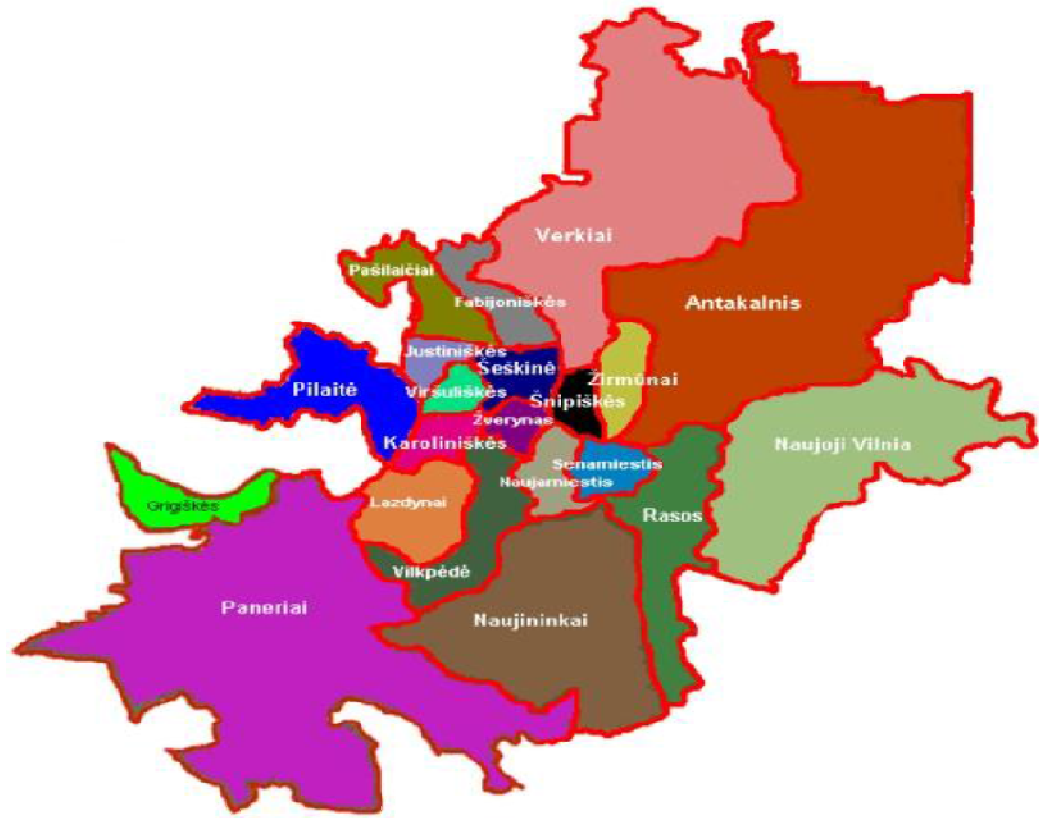 Verkiai
Pašilaičiai
Fabijoniškės
Antakalnis
Justiniškės
Šeškinė
Žirmūnai
Pilaitė
Viršuliškės
Šnipiškės
Žvėrynas
Karoliniškės
Naujoji Vilnia
Senamiestis
Naujamiestis
Lazdynai
Grigiškės
Rasos
Vilkpėdė
Paneriai
Naujininkai